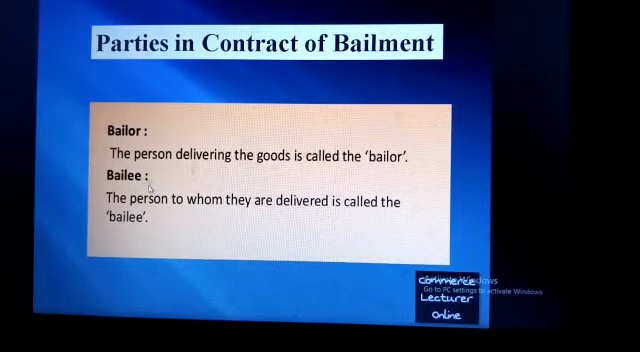 Parties in Contract of Bailment
Bailor :
The person delivering the goods is called the ‘bailor’.
Bailee :
The person to whom they are delivered is called the
‘bailee’.
Activate Windows
Go to PC settings to activate Windows.
Commerce
Lecturer
Online